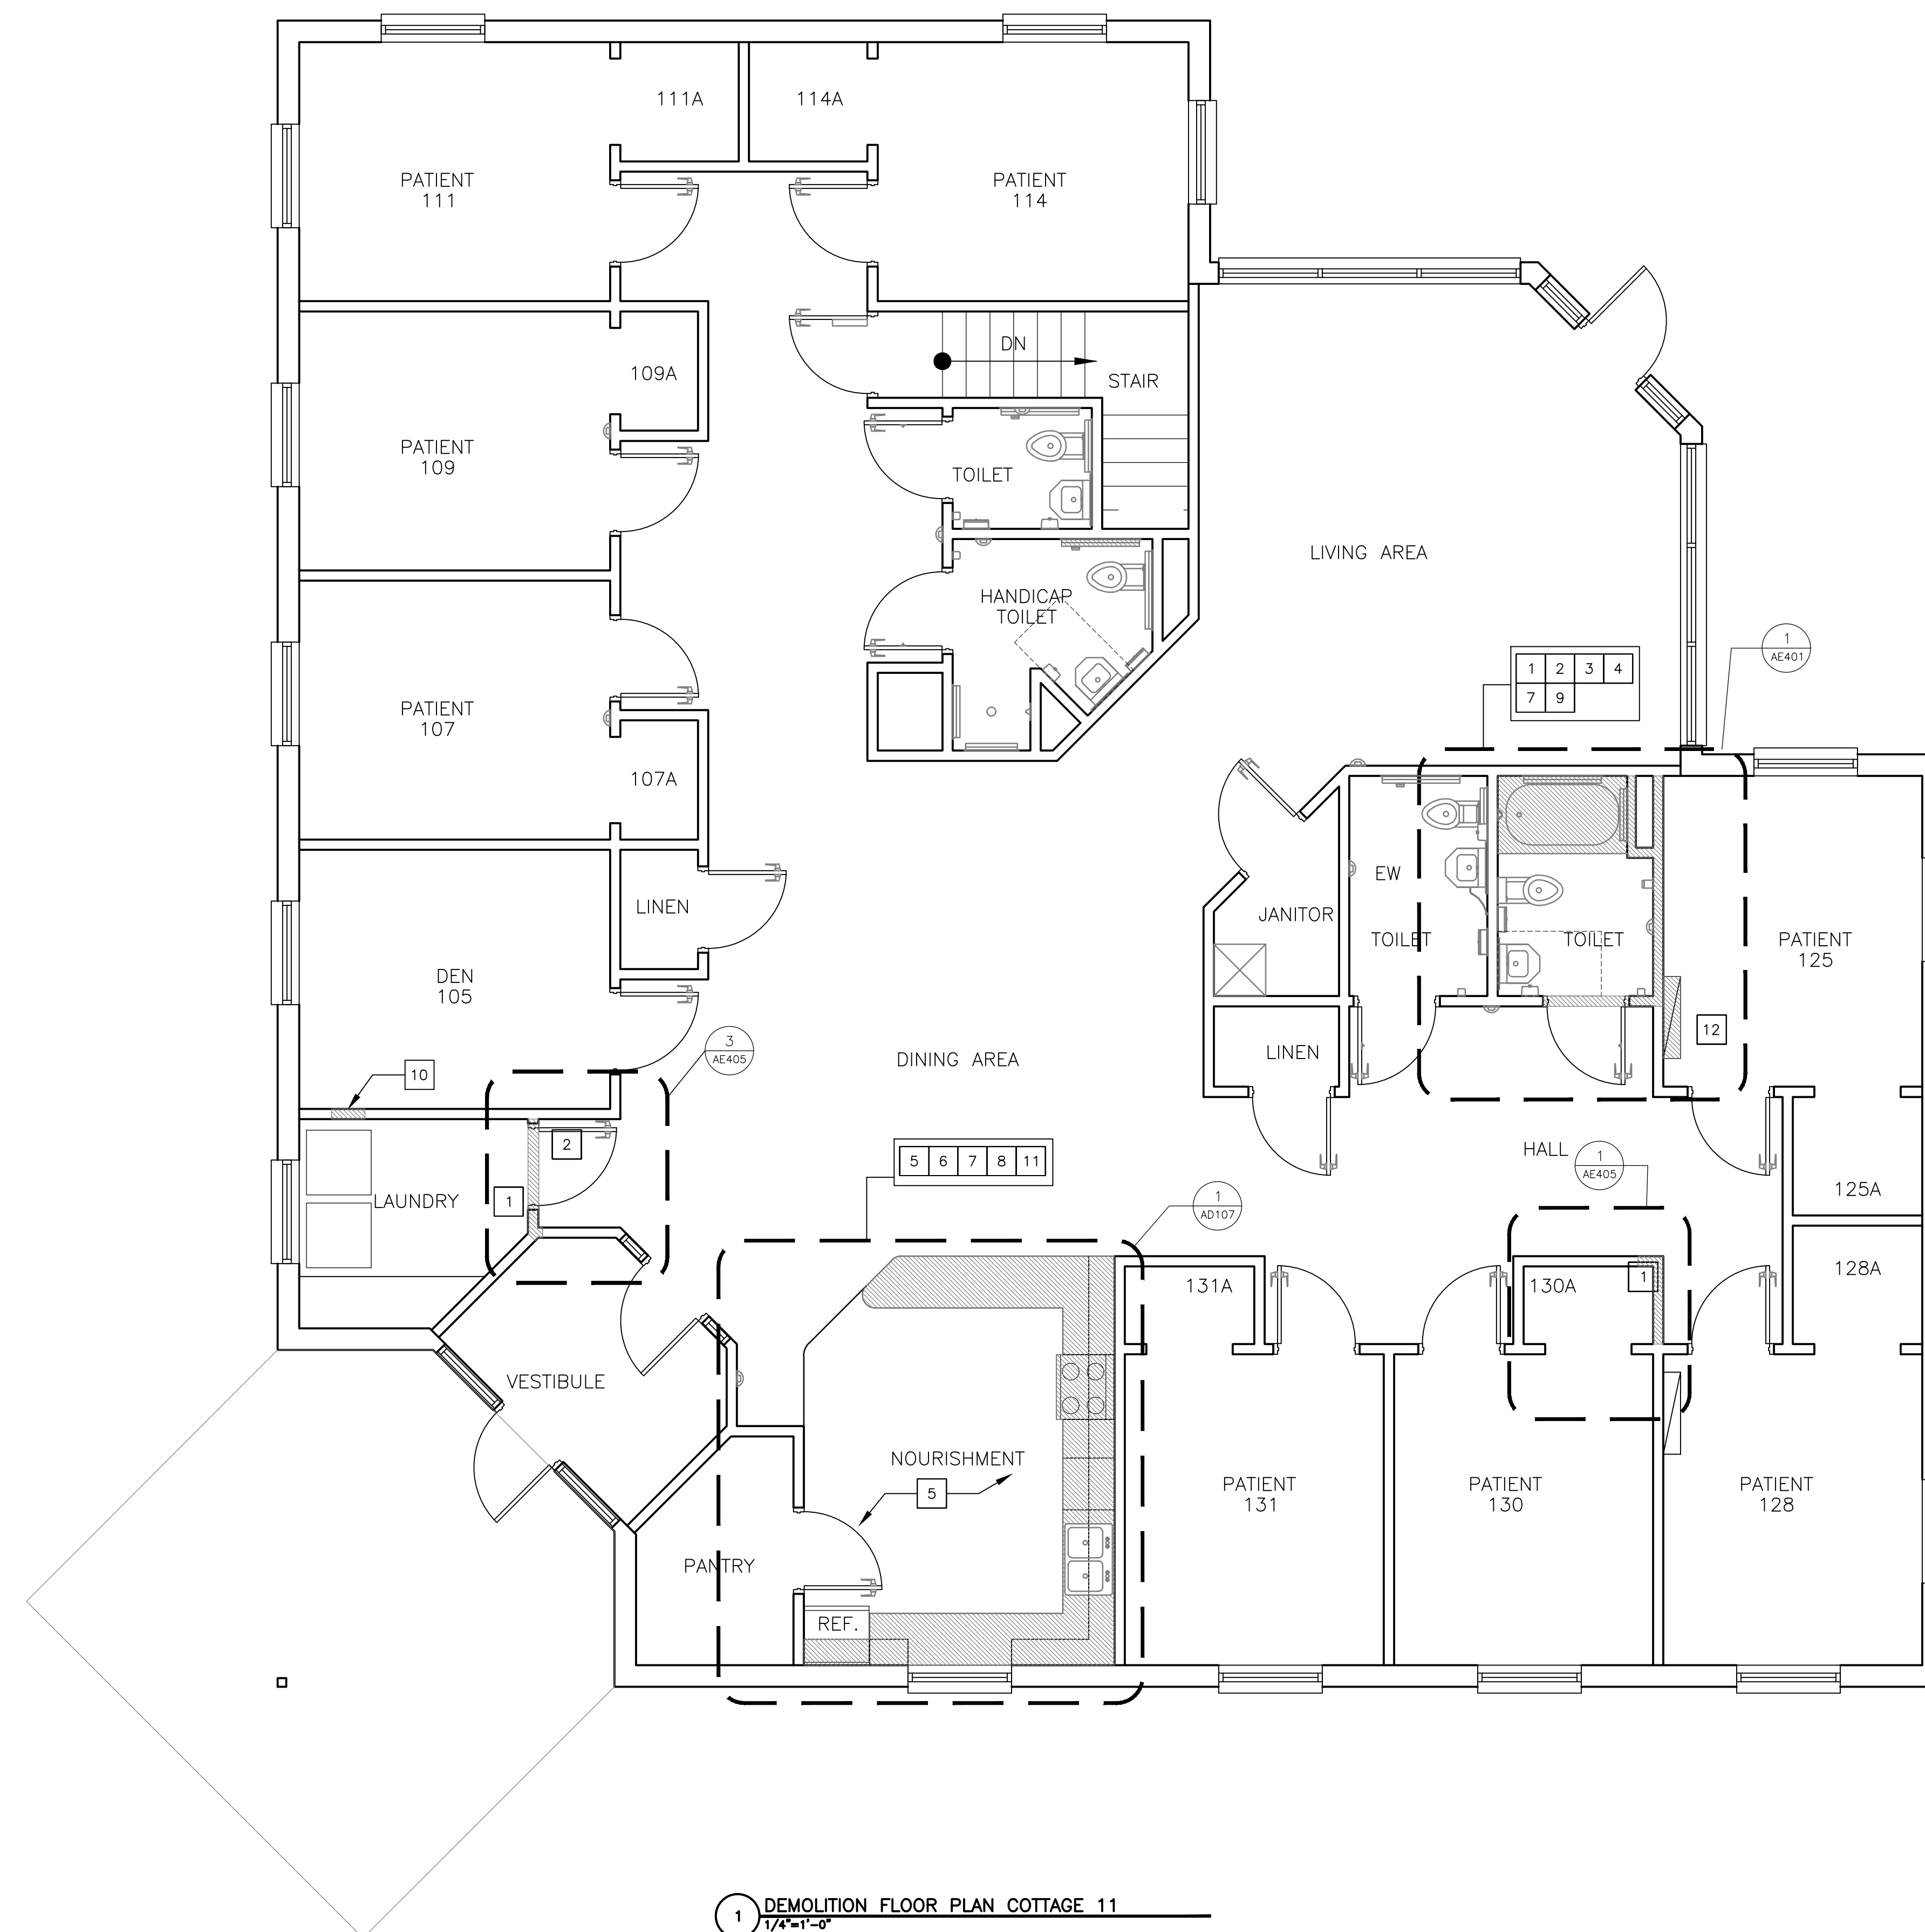 111A
114A
PATIENT
111
PATIENT
114
DN
STAIR
109A
PATIENT
109
TOILET
LIVING AREA
HANDICAP
TOILET
1
AE401
1 2 3 4
7 9
PATIENT
107
107A
EW
LINEN
JANITOR
TOILET
TOILET
PATIENT
125
DEN
105
12
3
AE405
LINEN
DINING AREA
10
2
HALL
1
AE405
5 6 7 8 11
LAUNDRY
1
1
AD107
125A
128A
131A
130A
1
VESTIBULE
NOURISHMENT
5
PATIENT
131
PATIENT
130
PATIENT
128
PANTRY
REF.
1
DEMOLITION FLOOR PLAN COTTAGE 11
1/4"=1'-0"